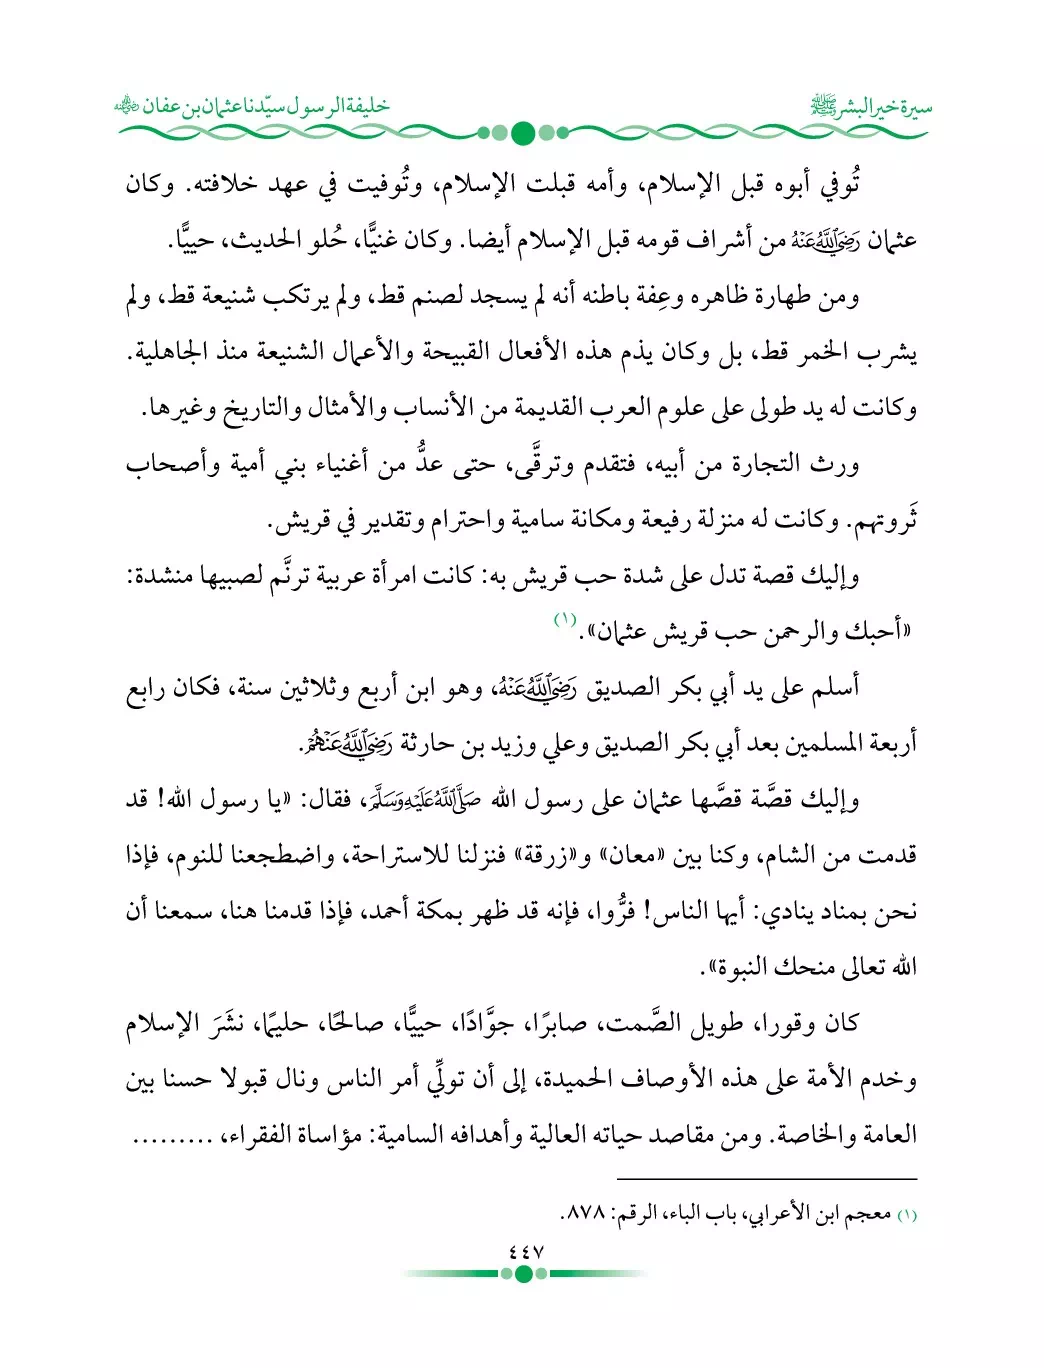 سيرة خير البشر ﷺ
خليفة الرسول سيّدنا عثمان بن عفان رضي الله عنه
تُوفي أبوه قبل الإسلام، وأمه قبلت الإسلام، وتُوفيت في عهد خلافته. وكان
عثمان رَضِيَ اللَّهُ عَنْهُ من أشراف قومه قبل الإسلام أيضا. وكان غنيًّا، حُلو الحديث، حييًّا.
ومن طهارة ظاهره وعِفة باطنه أنه لم يسجد لصنم قط، ولم يرتكب شنيعة قط، ولم
يشرب الخمر قط، بل وكان يذم هذه الأفعال القبيحة والأعمال الشنيعة منذ الجاهلية.
وكانت له يد طولى على علوم العرب القديمة من الأنساب والأمثال والتاريخ وغيرها.
ورث التجارة من أبيه، فتقدم وترقَّى، حتى عدُّ من أغنياء بني أمية وأصحاب
ثَروتهم. وكانت له منزلة رفيعة ومكانة سامية واحترام وتقدير في قريش.
وإليك قصة تدل على شدة حب قريش به: كانت امرأة عربية ترنَّم لصبيها منشدة:
«أحبك والرحمن حب قريش عثمان».(١)
أسلم على يد أبي بكر الصديق رَضِيَ اللَّهُ عَنْهُ، وهو ابن أربع وثلاثين سنة، فكان رابع
أربعة المسلمين بعد أبي بكر الصديق وعلي وزيد بن حارثة رَضِيَ اللَّهُ عَنْهُمْ.
وإليك قصَّة قصَّها عثمان على رسول الله صَلَّى اللَّهُ عَلَيْهِ وَسَلَّمَ، فقال: «يا رسول الله! قد
قدمت من الشام، وكنا بين «معان» و«زرقة» فنزلنا للاستراحة، واضطجعنا للنوم، فإذا
نحن بمناد ينادي: أيها الناس! فرُّوا، فإنه قد ظهر بمكة أحمد، فإذا قدمنا هنا، سمعنا أن
الله تعالى منحك النبوة».
كان وقورا، طويل الصَّمت، صابرًا، جوَّادًا، حييًّا، صالحًا، حليمًا، نشَرَ الإسلام
وخدم الأمة على هذه الأوصاف الحميدة، إلى أن تولِّي أمر الناس ونال قبولا حسنا بين
العامة والخاصة. ومن مقاصد حياته العالية وأهدافه السامية: مؤاساة الفقراء، .........
(١) معجم ابن الأعرابي، باب الباء، الرقم: ٨٧٨.
٤٤٧